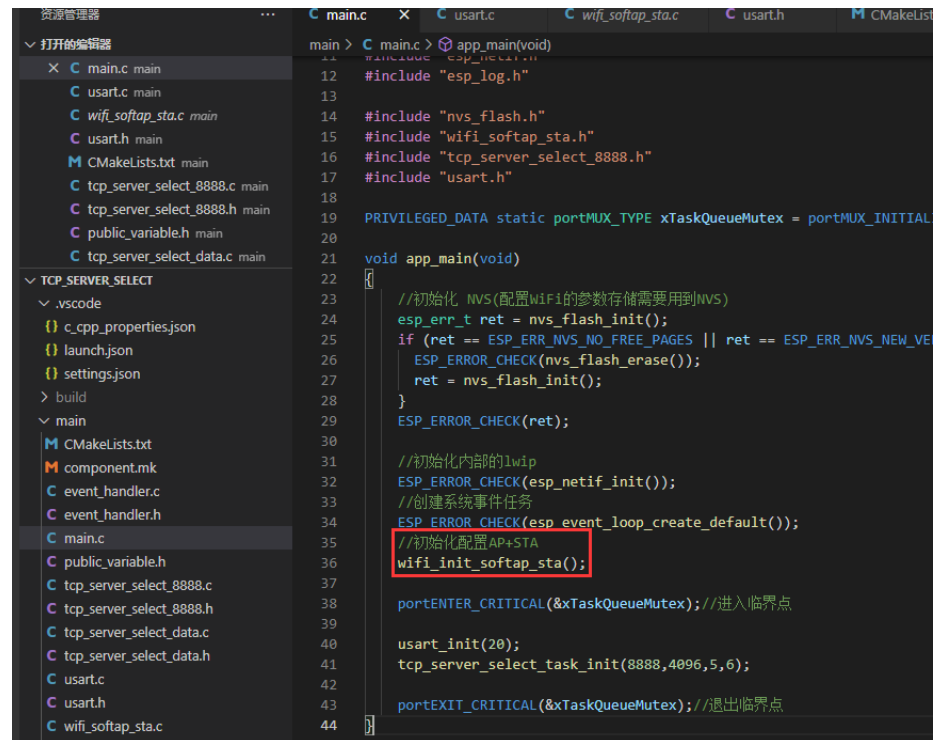 资源管理器 ···
C main.c × C usart.c C wifi_softap_sta.c C usart.h M CMakeList
打开的编辑器
× C main.c main
C usart.c main
C wifi_softap_sta.c main
C usart.h main
M CMakeLists.txt main
C tcp_server_select_8888.c main
C tcp_server_select_8888.h main
C public_variable.h main
C tcp_server_select_data.c main
TCP_SERVER_SELECT
.vscode
{} c_cpp_properties.json
{} launch.json
{} settings.json
build
main
M CMakeLists.txt
M component.mk
C event_handler.c
C event_handler.h
C main.c
C public_variable.h
C tcp_server_select_8888.c
C tcp_server_select_8888.h
C tcp_server_select_data.c
C tcp_server_select_data.h
C usart.c
C usart.h
C wifi_softap_sta.c
main > C main.c > app_main(void)
11 #include "esp_netif.h"
12 #include "esp_log.h"
13
14 #include "nvs_flash.h"
15 #include "wifi_softap_sta.h"
16 #include "tcp_server_select_8888.h"
17 #include "usart.h"
18
19 PRIVILEGED_DATA static portMUX_TYPE xTaskQueueMutex = portMUX_INITIAL
20
21 void app_main(void)
22 {
23 //初始化 NVS(配置WiFi的参数存储需要用到NVS)
24 esp_err_t ret = nvs_flash_init();
25 if (ret == ESP_ERR_NVS_NO_FREE_PAGES || ret == ESP_ERR_NVS_NEW_VE
26 ESP_ERROR_CHECK(nvs_flash_erase());
27 ret = nvs_flash_init();
28 }
29 ESP_ERROR_CHECK(ret);
30
31 //初始化内部的lwip
32 ESP_ERROR_CHECK(esp_netif_init());
33 //创建系统事件任务
34 ESP_ERROR_CHECK(esp_event_loop_create_default());
35 //初始化配置AP+STA
36 wifi_init_softap_sta();
37
38 portENTER_CRITICAL(&xTaskQueueMutex);//进入临界点
39
40 usart_init(20);
41 tcp_server_select_task_init(8888,4096,5,6);
42
43 portEXIT_CRITICAL(&xTaskQueueMutex);//退出临界点
44 }